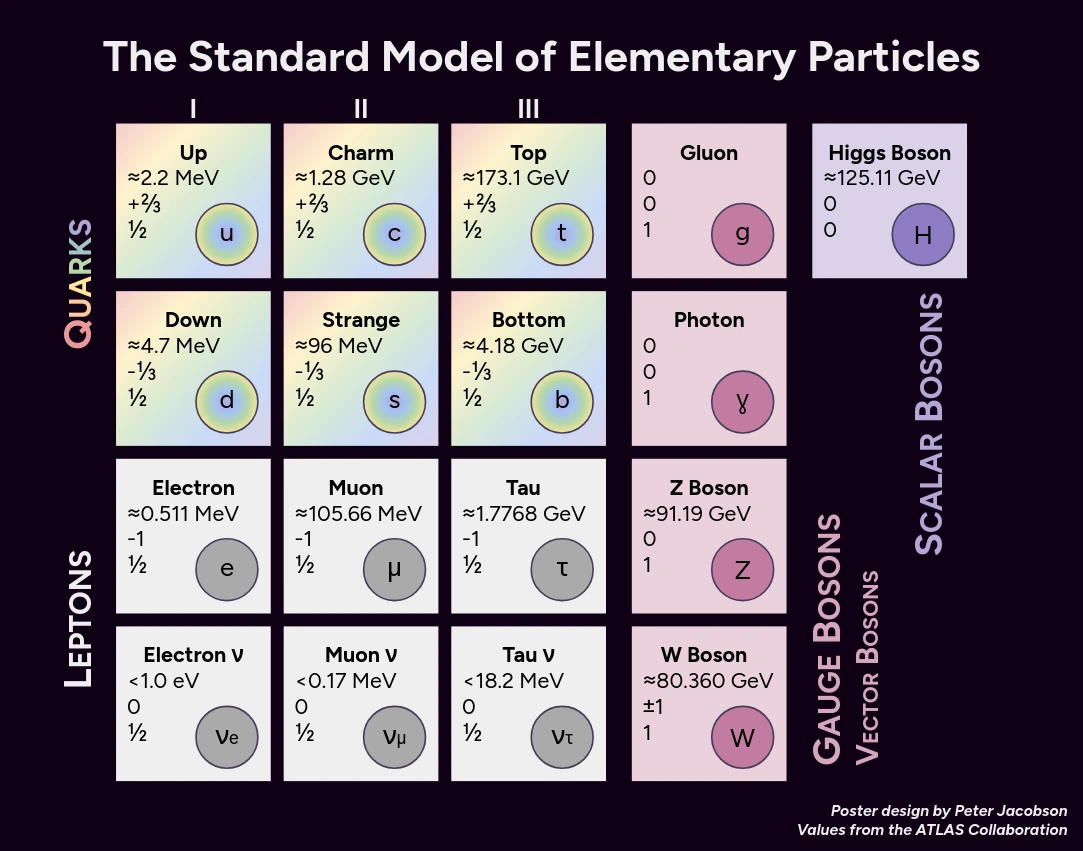 The Standard Model of Elementary Particles
I
II
III
QUARKS
LEPTONS
Up
≈2.2 MeV
+⅔
½
u
Charm
≈1.28 GeV
+⅔
½
c
Top
≈173.1 GeV
+⅔
½
t
Gluon
0
0
1
g
Higgs Boson
≈125.11 GeV
0
0
H
Down
≈4.7 MeV
-⅓
½
d
Strange
≈96 MeV
-⅓
½
s
Bottom
≈4.18 GeV
-⅓
½
b
Photon
0
0
1
γ
Electron
≈0.511 MeV
-1
½
e
Muon
≈105.66 MeV
-1
½
μ
Tau
≈1.7768 GeV
-1
½
τ
Z Boson
≈91.19 GeV
0
1
Z
Electron ν
<1.0 eV
0
½
νe
Muon ν
<0.17 MeV
0
½
νμ
Tau ν
<18.2 MeV
0
½
ντ
W Boson
≈80.360 GeV
±1
1
W
GAUGE BOSONS
VECTOR BOSONS
SCALAR BOSONS
Poster design by Peter Jacobson
Values from the ATLAS Collaboration